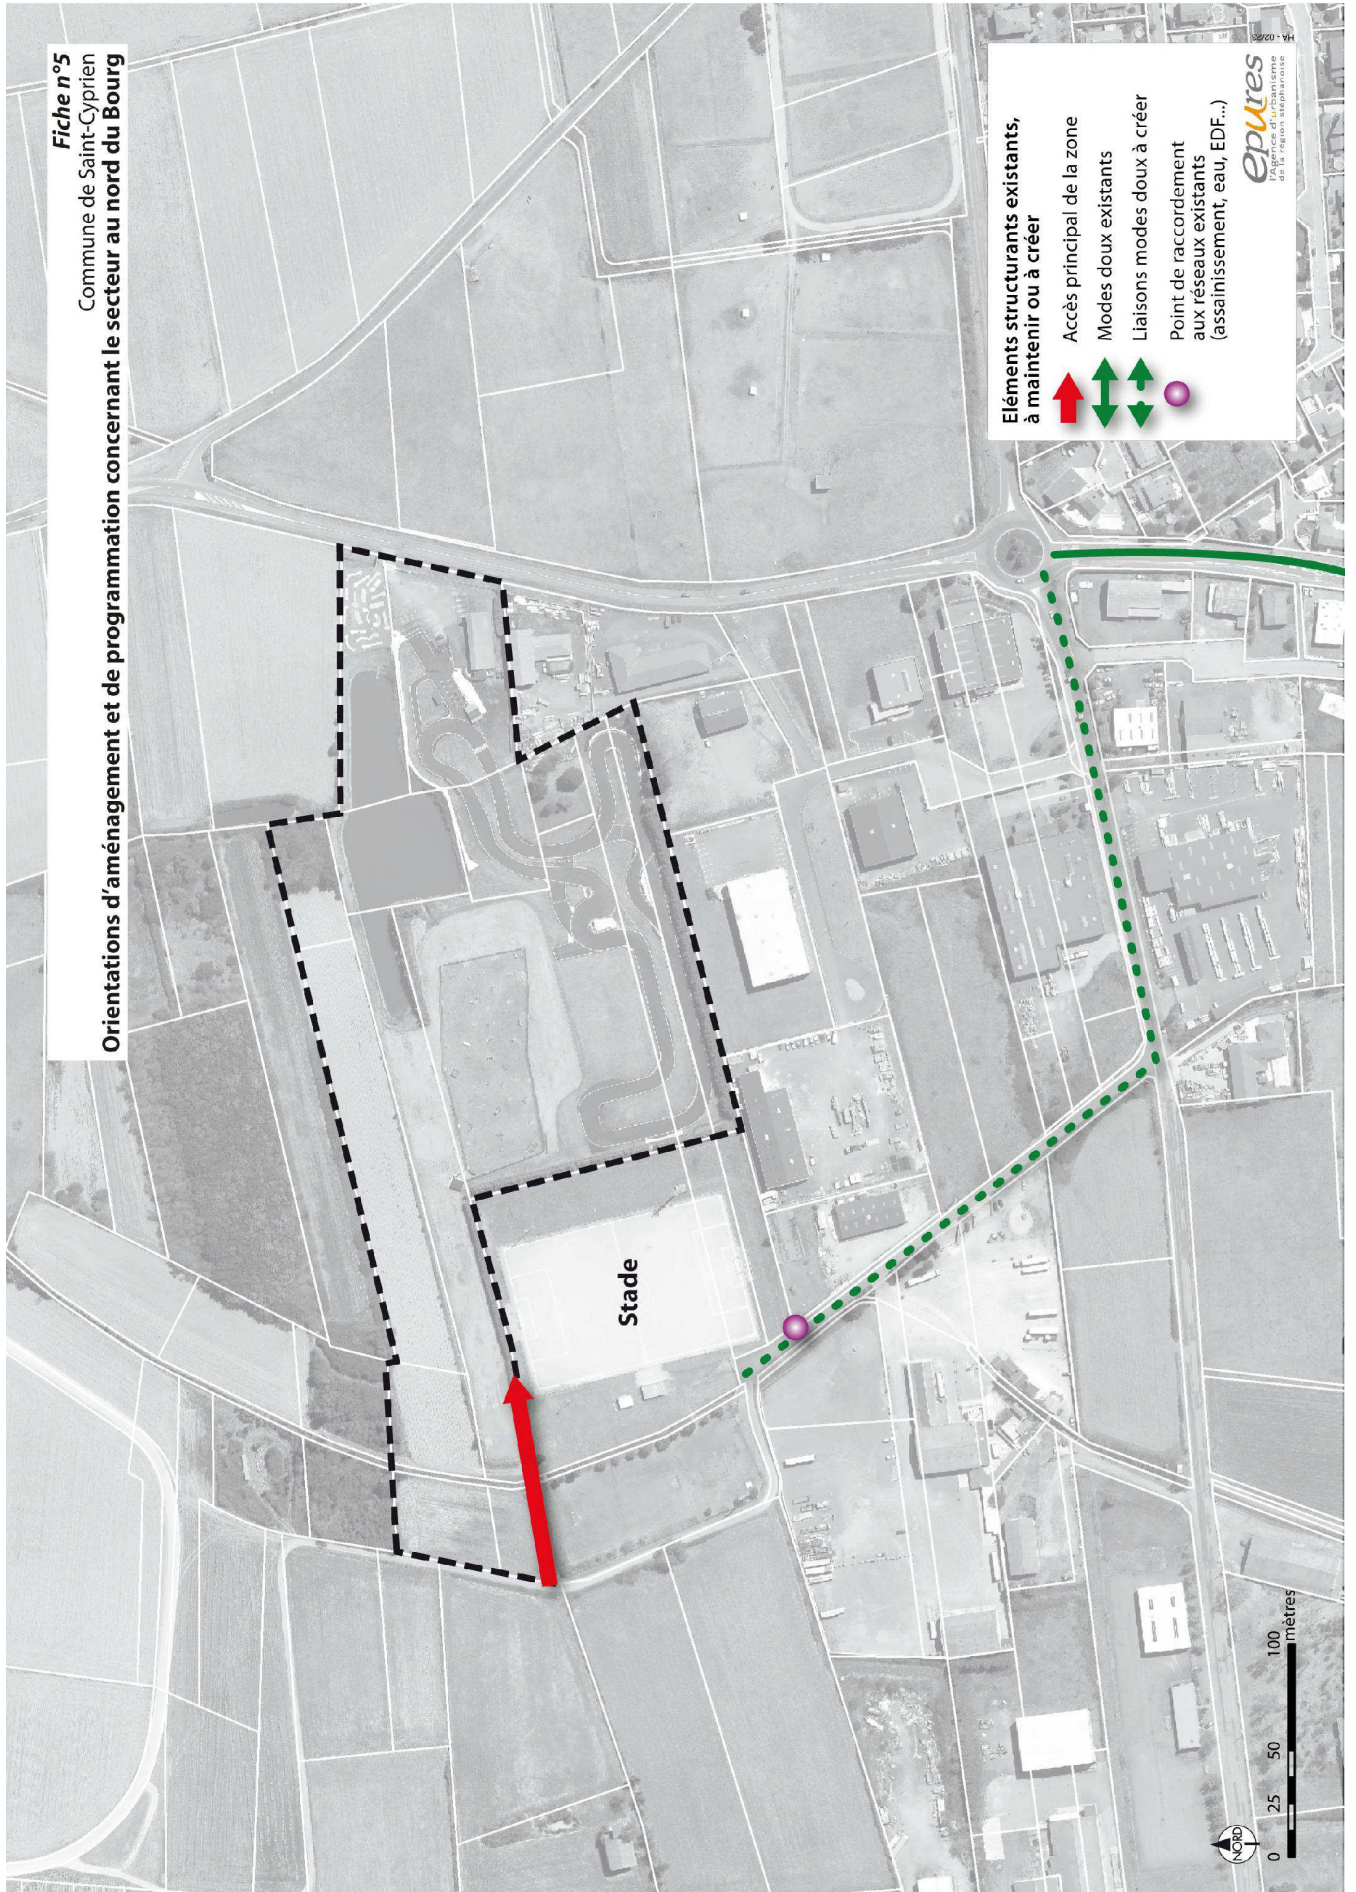 Fiche n°5
Commune de Saint-Cyprien
Orientations d'aménagement et de programmation concernant le secteur au nord du Bourg
Stade
Eléments structurants existants,
à maintenir ou à créer
Accès principal de la zone
Modes doux existants
Liaisons modes doux à créer
Point de raccordement
aux réseaux existants
(assainissement, eau, EDF...)
epures
l'Agence d'urbanisme
de la région stéphanoise
HA - 02/23
NORD
0 25 50 100
mètres